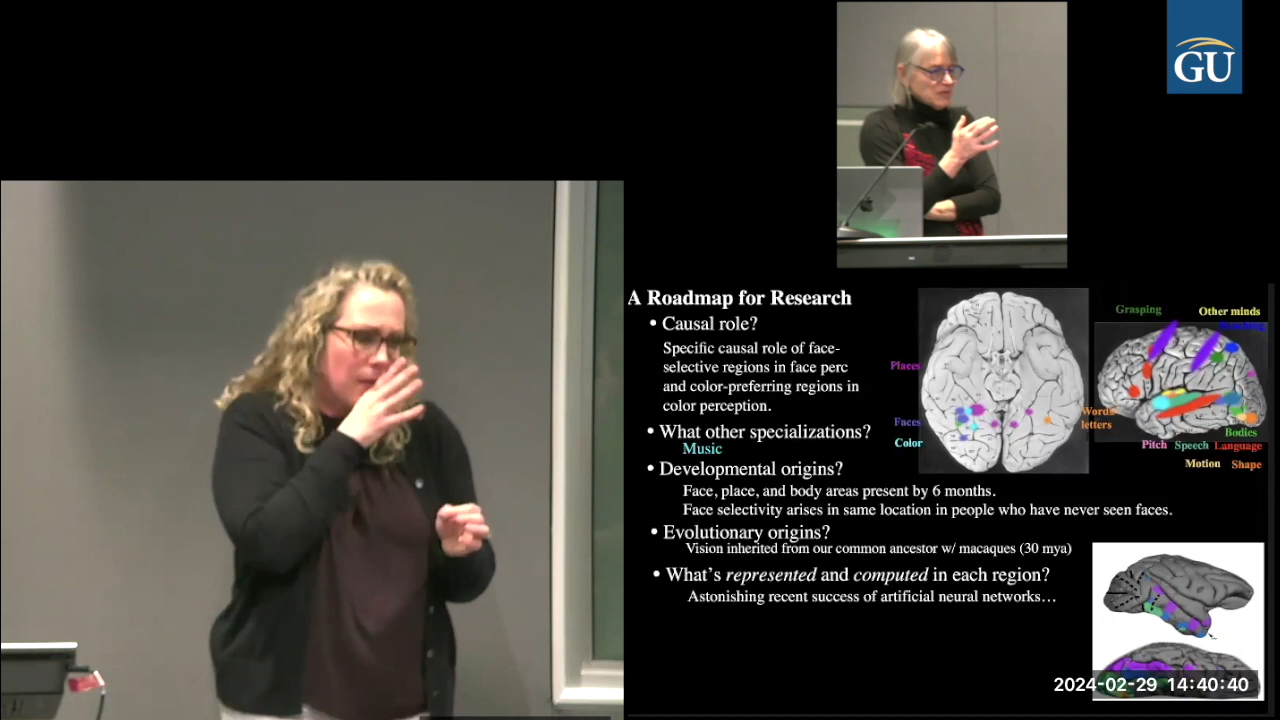 GU
A Roadmap for Research
• Causal role?
Specific causal role of face-
selective regions in face perc
and color-preferring regions in
color perception.
• What other specializations?
Music
• Developmental origins?
Face, place, and body areas present by 6 months.
Face selectivity arises in same location in people who have never seen faces.
• Evolutionary origins?
Vision inherited from our common ancestor w/ macaques (30 mya)
• What's represented and computed in each region?
Astonishing recent success of artificial neural networks…
Places
Faces
Color
Words
letters
Grasping
Other minds
Bodies
Pitch Speech Language
Motion Shape
2024-02-29 14:40:40